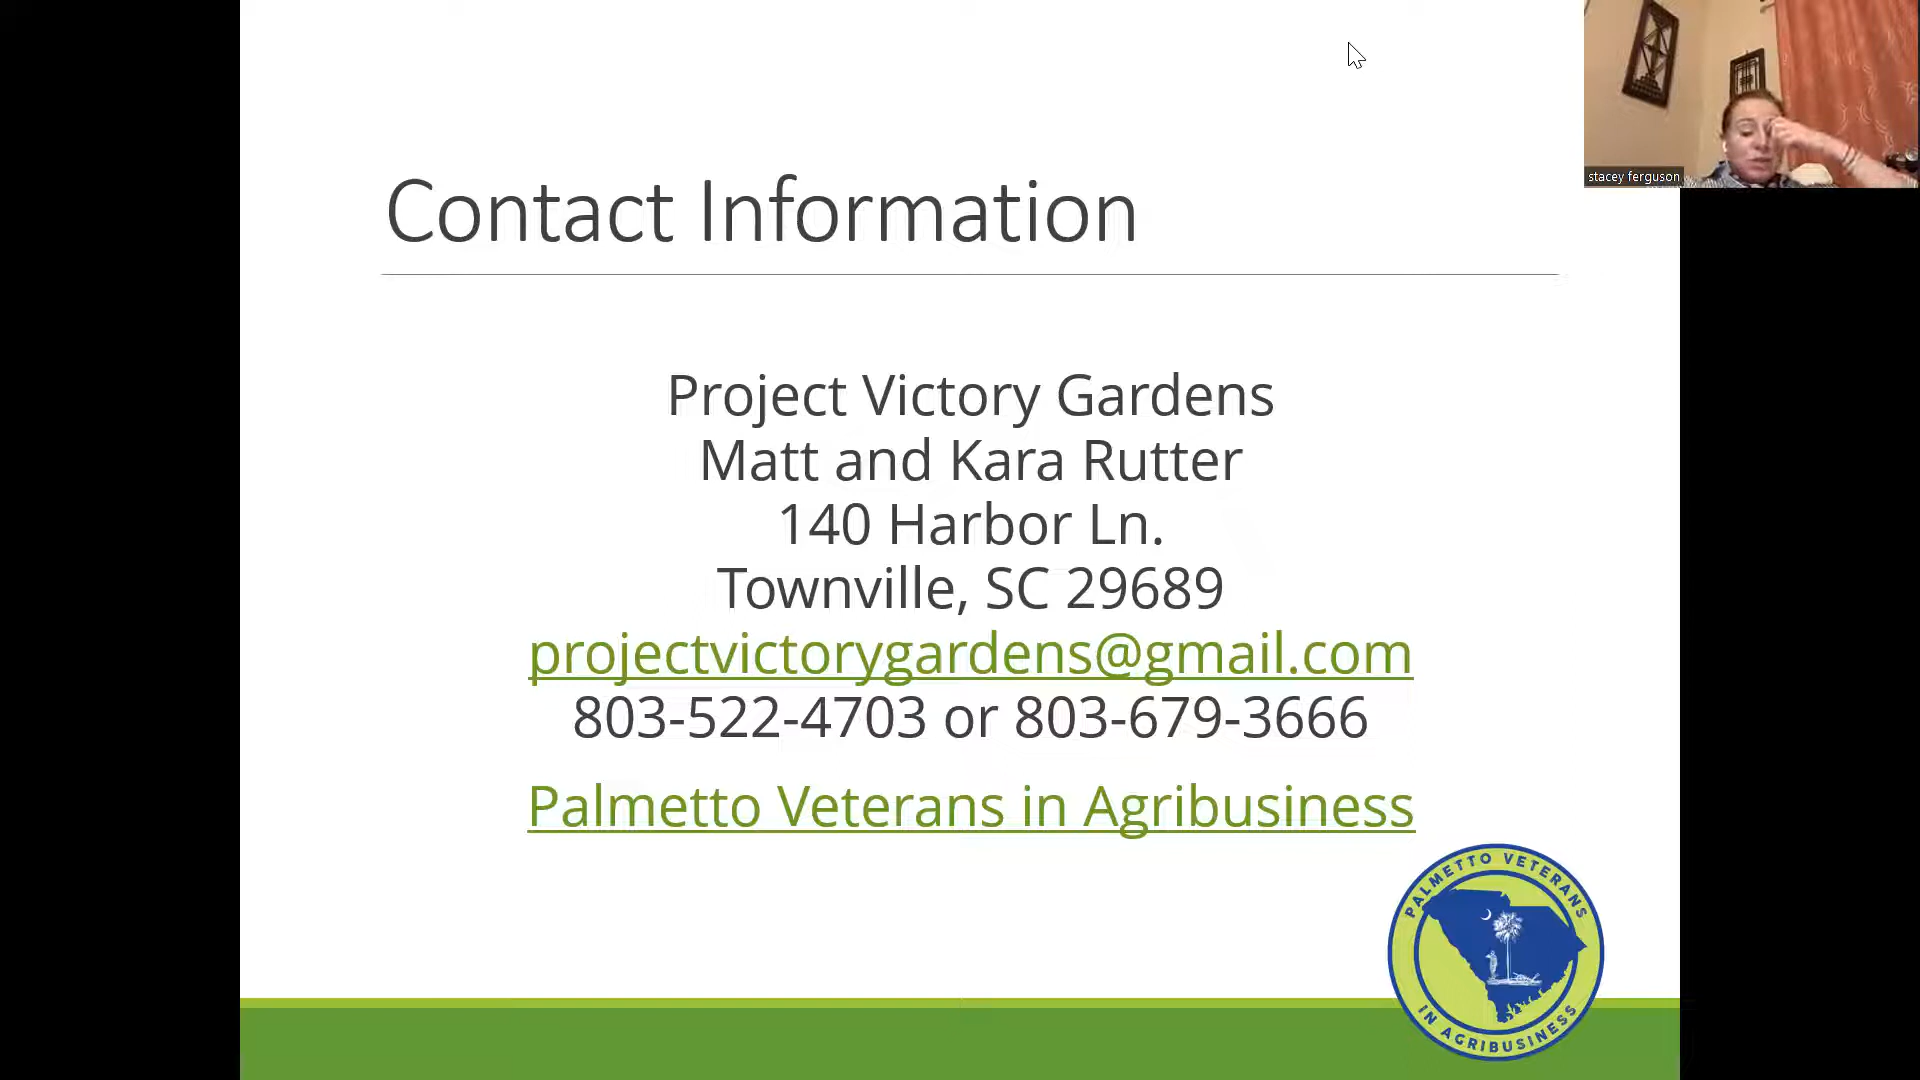 stacey ferguson
Contact Information
Project Victory Gardens
Matt and Kara Rutter
140 Harbor Ln.
Townville, SC 29689
projectvictorygardens@gmail.com
803-522-4703 or 803-679-3666
Palmetto Veterans in Agribusiness
PALMETTO VETERANS
IN AGRIBUSINESS